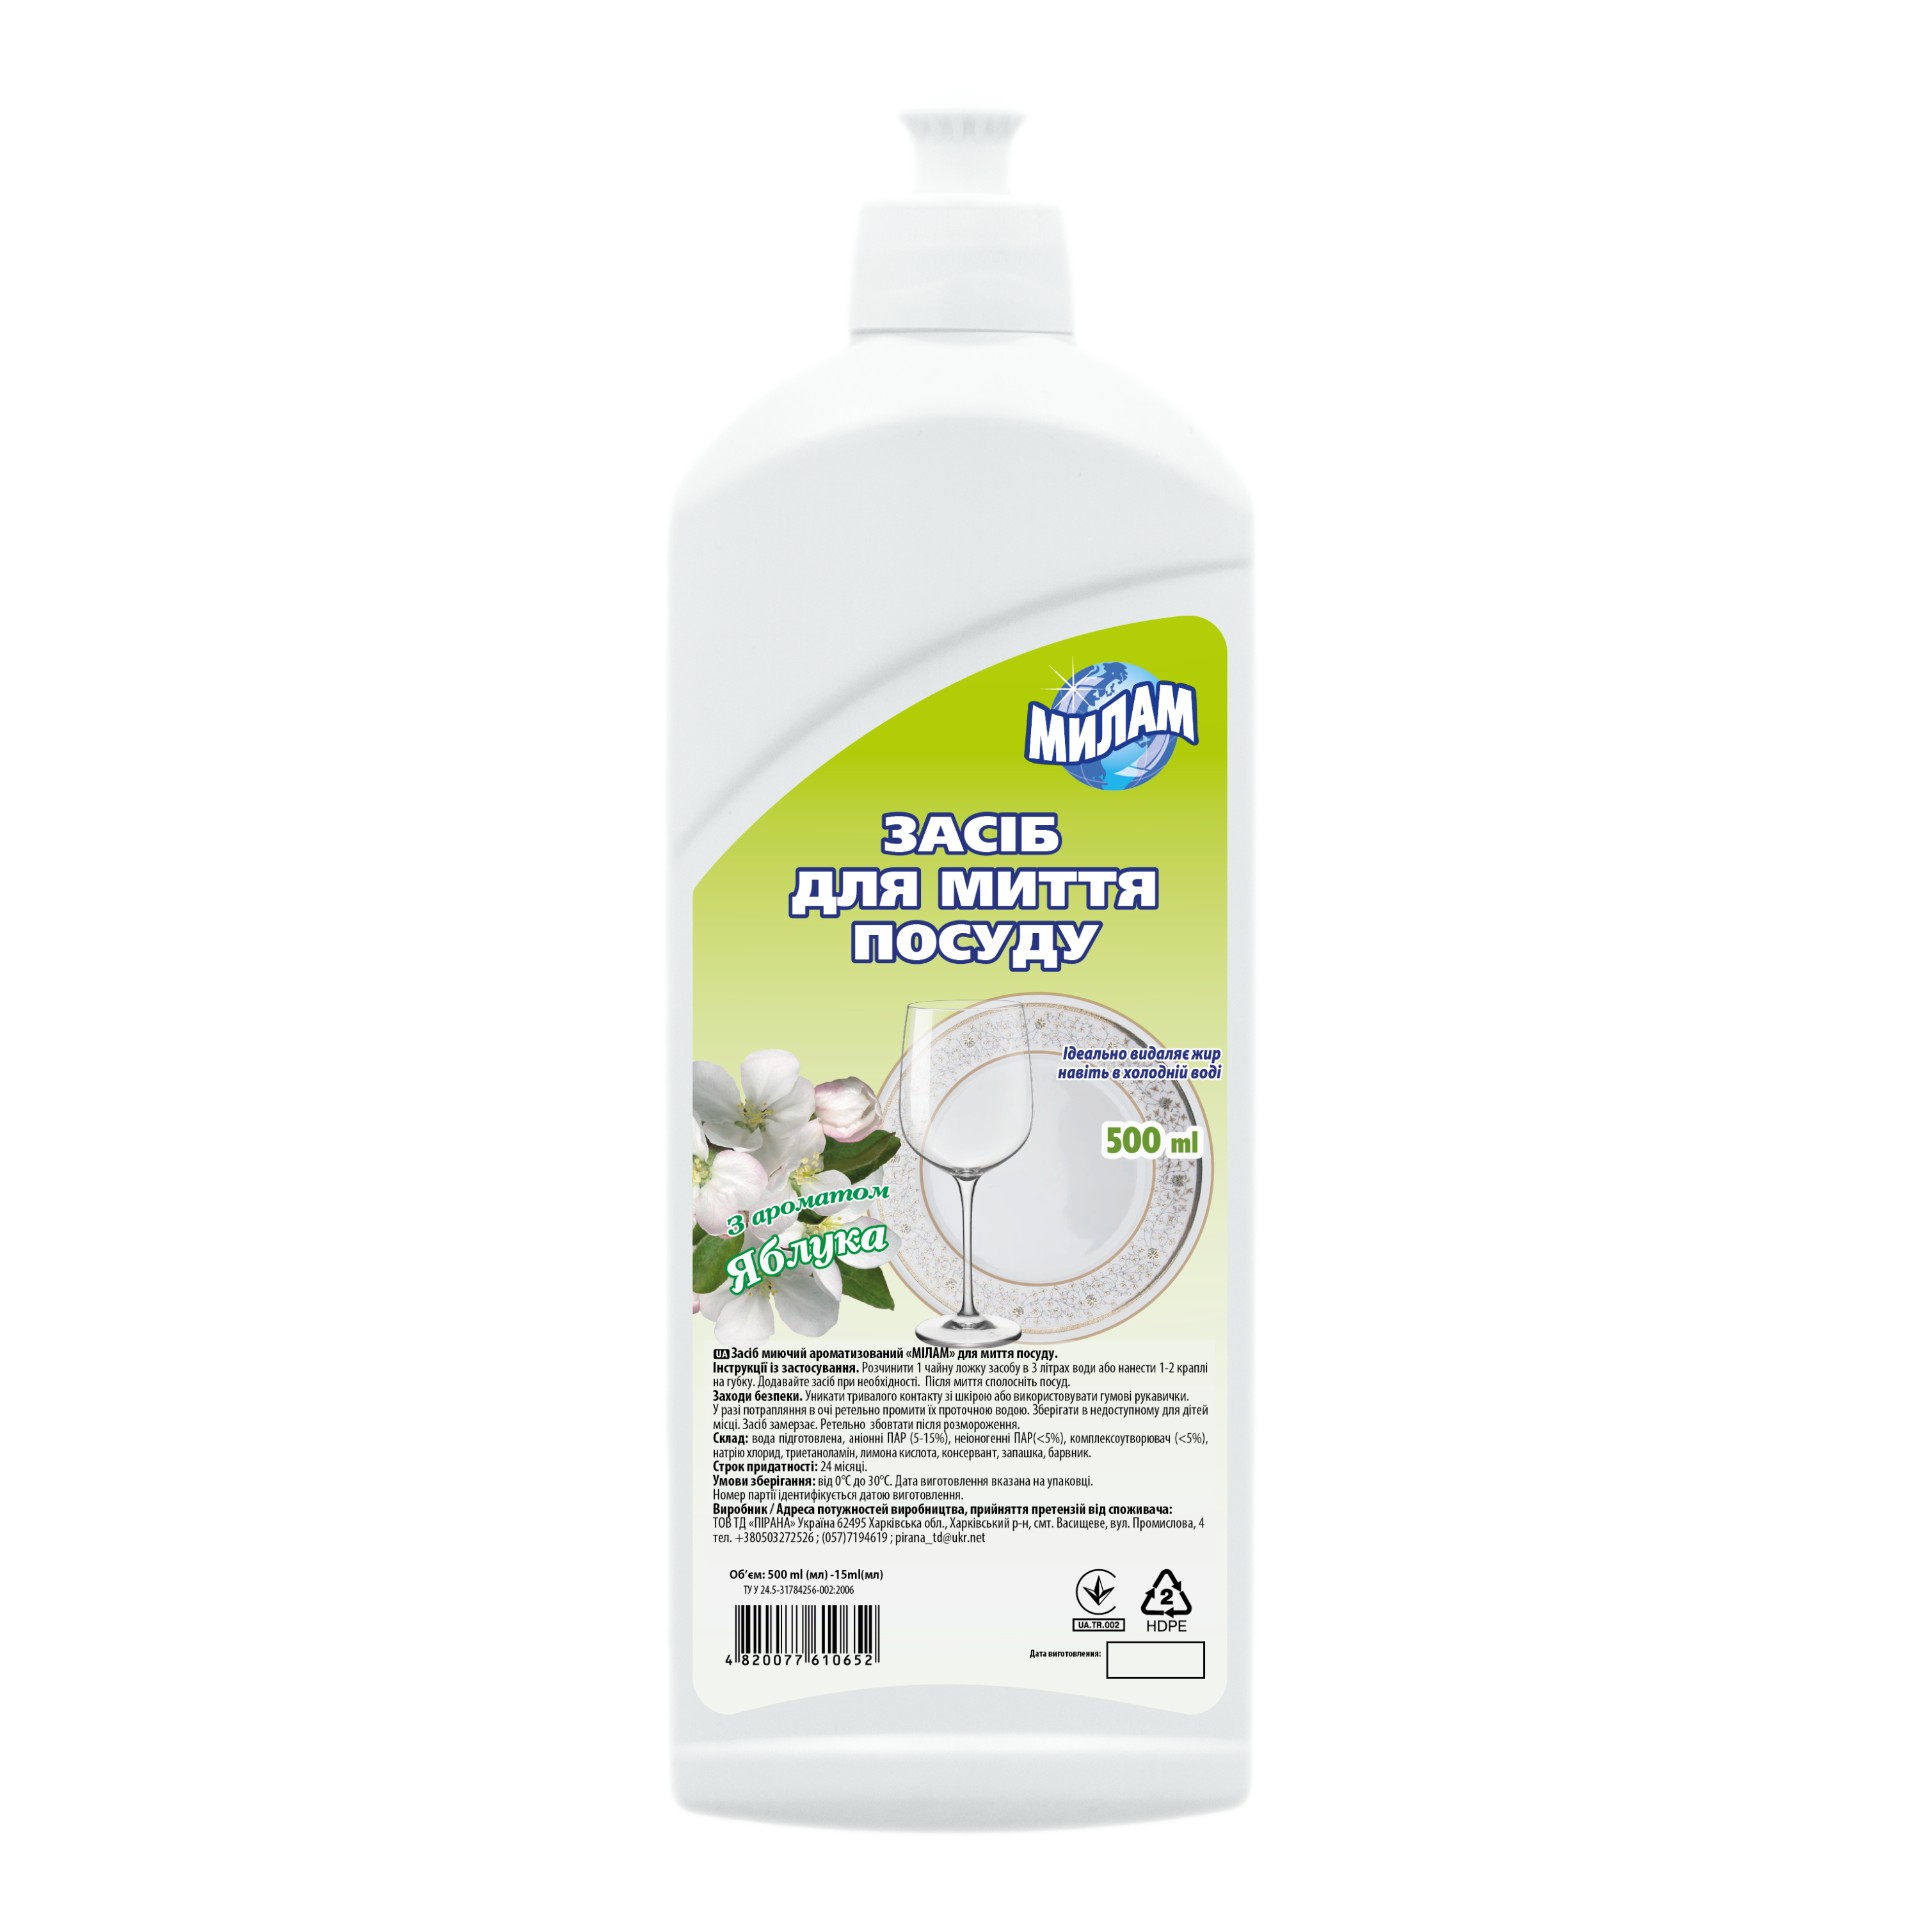 МИЛАМ
ЗАСІБ
ДЛЯ МИТТЯ
ПОСУДУ
Ідеально видаляє жир
навіть в холодній воді
500 ml
З ароматом
Яблука
UA Засіб миючий ароматизований «МІЛАМ» для миття посуду.
Інструкції із застосування. Розчинити 1 чайну ложку засобу в 3 літрах води або нанести 1-2 краплі
на губку. Додавайте засіб при необхідності. Після миття сполосніть посуд.
Заходи безпеки. Уникати тривалого контакту зі шкірою або використовувати гумові рукавички.
У разі потрапляння в очі ретельно промити їх проточною водою. Зберігати в недоступному для дітей
місці. Засіб замерзає. Ретельно збовтати після розмороження.
Склад: вода підготовлена, аніонні ПАР (5-15%), неіоногенні ПАР(<5%), комплексоутворювач (<5%),
натрію хлорид, триетаноламін, лимона кислота, консервант, запашка, барвник.
Строк придатності: 24 місяці.
Умови зберігання: від 0°С до 30°С. Дата виготовлення вказана на упаковці.
Номер партії ідентифікується датою виготовлення.
Виробник / Адреса потужностей виробництва, прийняття претензій від споживача:
ТОВ ТД «ПІРАНА» Україна 62495 Харківська обл., Харківський р-н, смт. Васищеве, вул. Промислова, 4
тел. +380503272526 ; (057)7194619 ; pirana_td@ukr.net
Об'єм: 500 ml (мл) -15ml(мл)
ТУ У 24.5-31784256-002:2006
4 820077 610652
UA.TR.002
2
HDPE
Дата виготовлення: